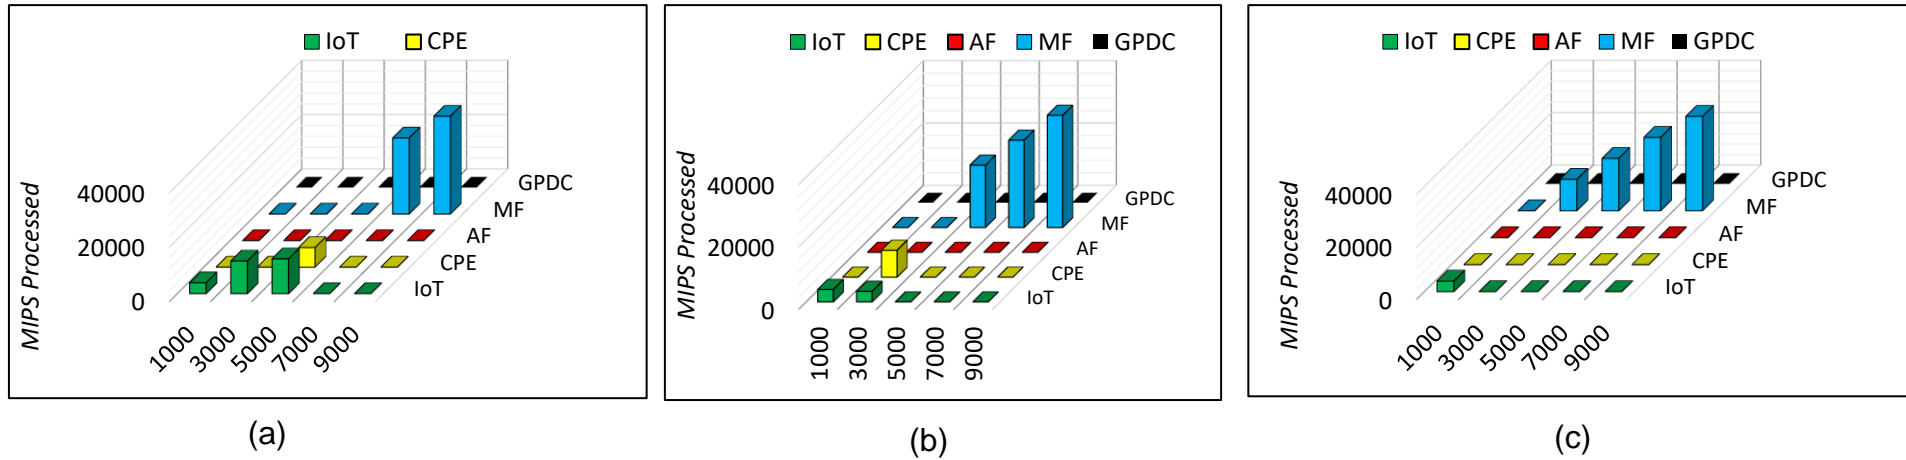 IoT CPE
MIPS Processed
40000
20000
0
1000 3000 5000 7000 9000
GPDC
MF
AF
CPE
IoT
(a)
IoT CPE AF MF GPDC
MIPS Processed
40000
20000
0
1000 3000 5000 7000 9000
GPDC
MF
AF
CPE
IoT
(b)
IoT CPE AF MF GPDC
MIPS Processed
40000
20000
0
1000 3000 5000 7000 9000
GPDC
MF
AF
CPE
IoT
(c)